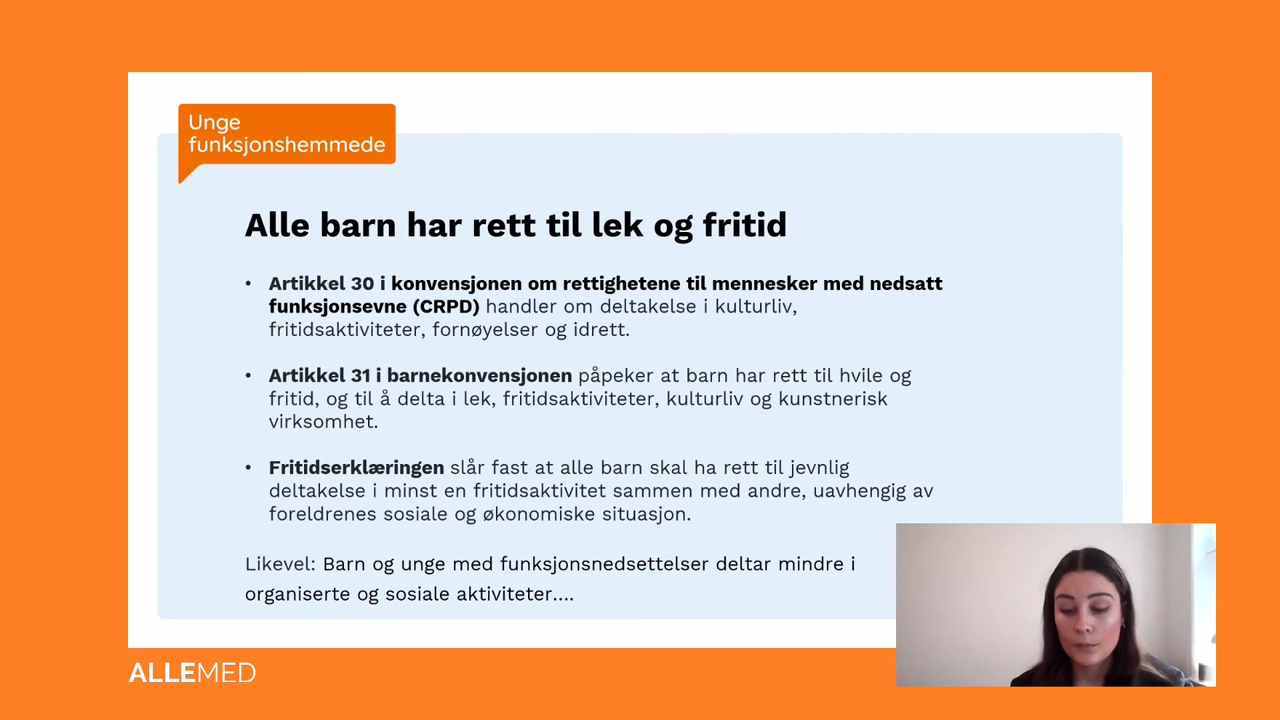 Unge
funksjonshemmede
Alle barn har rett til lek og fritid
• Artikkel 30 i konvensjonen om rettighetene til mennesker med nedsatt
funksjonsevne (CRPD) handler om deltakelse i kulturliv,
fritidsaktiviteter, fornøyelser og idrett.
• Artikkel 31 i barnekonvensjonen påpeker at barn har rett til hvile og
fritid, og til å delta i lek, fritidsaktiviteter, kulturliv og kunstnerisk
virksomhet.
• Fritidserklæringen slår fast at alle barn skal ha rett til jevnlig
deltakelse i minst en fritidsaktivitet sammen med andre, uavhengig av
foreldrenes sosiale og økonomiske situasjon.
Likevel: Barn og unge med funksjonsnedsettelser deltar mindre i
organiserte og sosiale aktiviteter....
ALLEMED